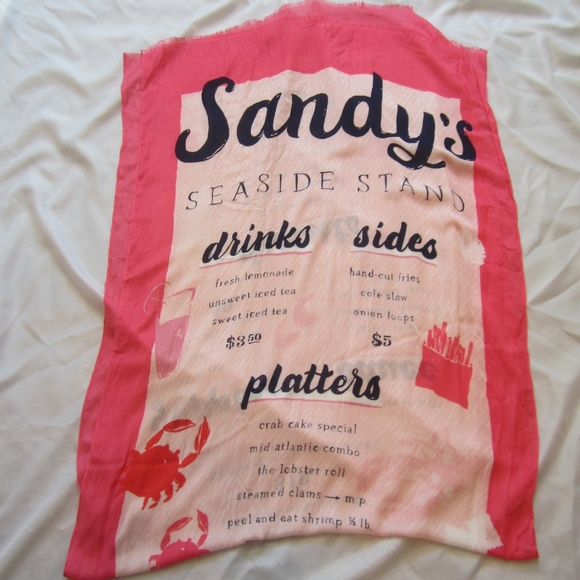 Sandy's
SEASIDE STAND
drinks
fresh lemonade
unsweet iced tea
sweet iced tea
$3.50
sides
hand-cut fries
cole slaw
onion loops
$5
platters
crab cake special
mid-atlantic combo
the lobster roll
steamed clams → m.p.
peel and eat shrimp ½ lb.